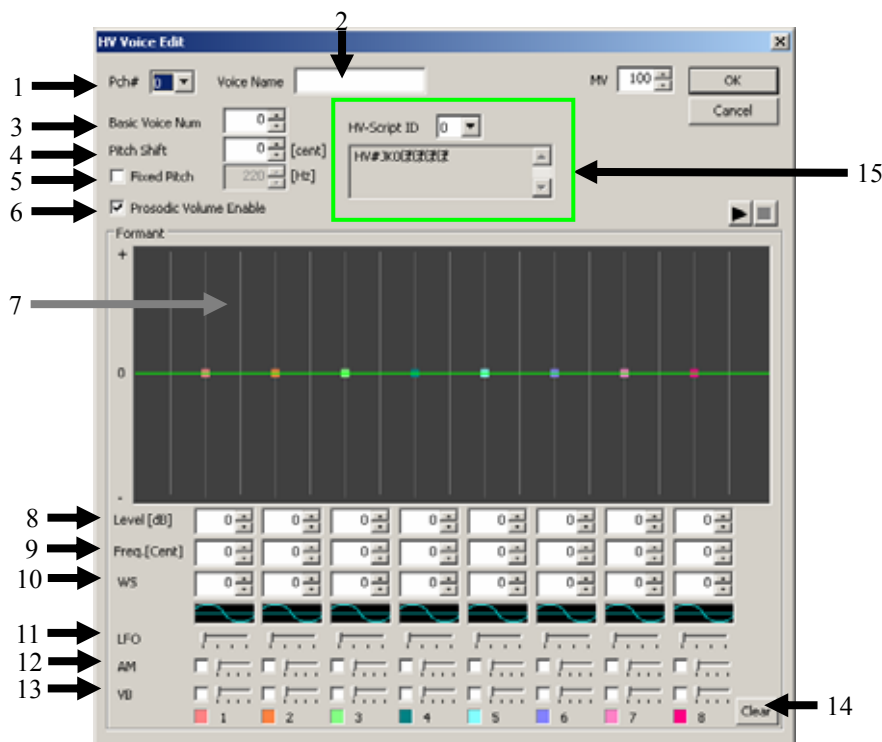 2
HV Voice Edit
1
Pch# 0 Voice Name MV 100 OK
Cancel
3 Basic Voice Num 0
HV-Script ID 0
4 Pitch Shift 0 [cent]
5 Fixed Pitch 220 [Hz]
15
6 Prosodic Volume Enable
Formant
+
7
0
-
8 Level [dB] 0 0 0 0 0 0 0 0
9 Freq.[Cent] 0 0 0 0 0 0 0 0
10 WS 0 0 0 0 0 0 0 0
11 LFO
12 AM
13 VB
14 Clear
1 2 3 4 5 6 7 8